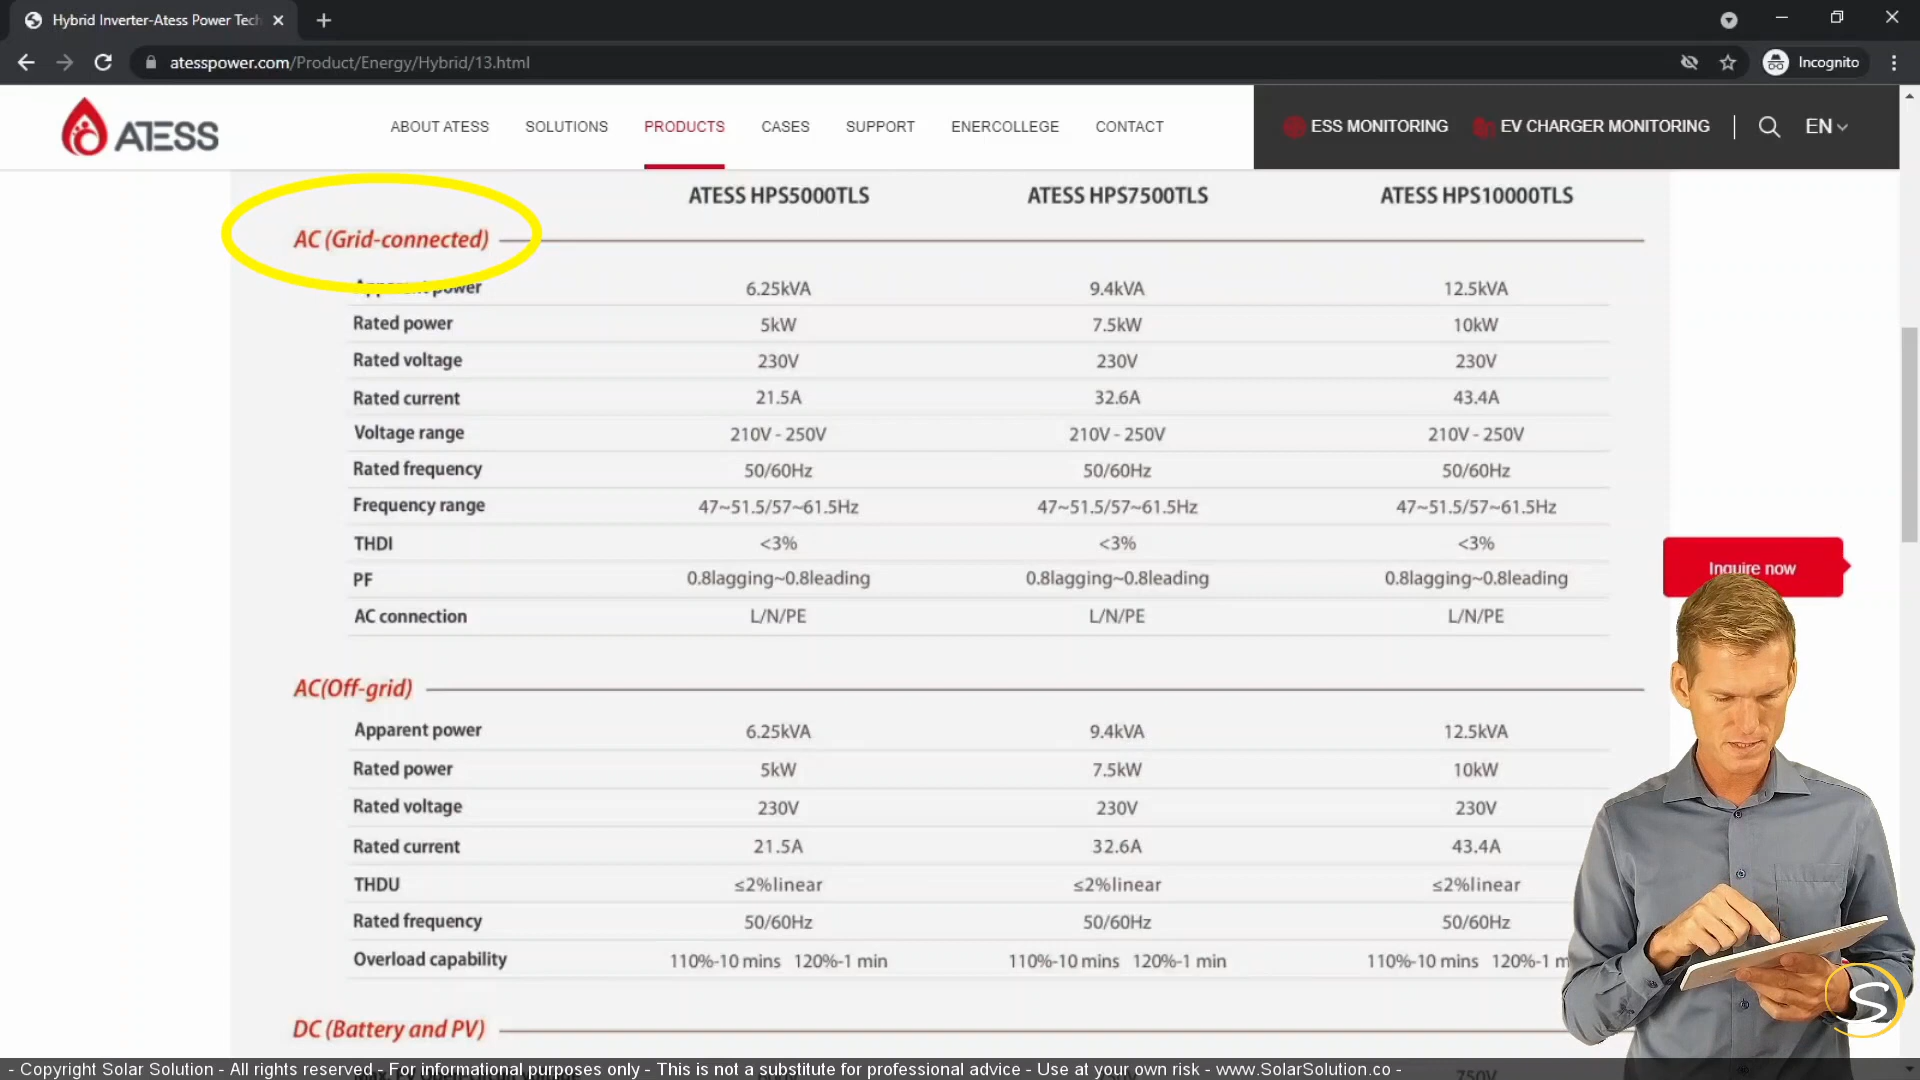 Hybrid Inverter-Atess Power Tech
atesspower.com/Product/Energy/Hybrid/13.html
Incognito
ATESS
ABOUT ATESS SOLUTIONS PRODUCTS CASES SUPPORT ENERCOLLEGE CONTACT
ESS MONITORING EV CHARGER MONITORING EN
ATESS HPS5000TLS ATESS HPS7500TLS ATESS HPS10000TLS
AC (Grid-connected)
Apparent power 6.25kVA 9.4kVA 12.5kVA
Rated power 5kW 7.5kW 10kW
Rated voltage 230V 230V 230V
Rated current 21.5A 32.6A 43.4A
Voltage range 210V - 250V 210V - 250V 210V - 250V
Rated frequency 50/60Hz 50/60Hz 50/60Hz
Frequency range 47~51.5/57~61.5Hz 47~51.5/57~61.5Hz 47~51.5/57~61.5Hz
THDI <3% <3% <3%
PF 0.8lagging~0.8leading 0.8lagging~0.8leading 0.8lagging~0.8leading
AC connection L/N/PE L/N/PE L/N/PE
Inquire now
AC(Off-grid)
Apparent power 6.25kVA 9.4kVA 12.5kVA
Rated power 5kW 7.5kW 10kW
Rated voltage 230V 230V 230V
Rated current 21.5A 32.6A 43.4A
THDU ≤2%linear ≤2%linear ≤2%linear
Rated frequency 50/60Hz 50/60Hz 50/60Hz
Overload capability 110%-10 mins 120%-1 min 110%-10 mins 120%-1 min 110%-10 mins 120%-1 m
DC (Battery and PV)
S
- Copyright Solar Solution - All rights reserved - For informational purposes only - This is not a substitute for professional advice - Use at your own risk - www.SolarSolution.co -